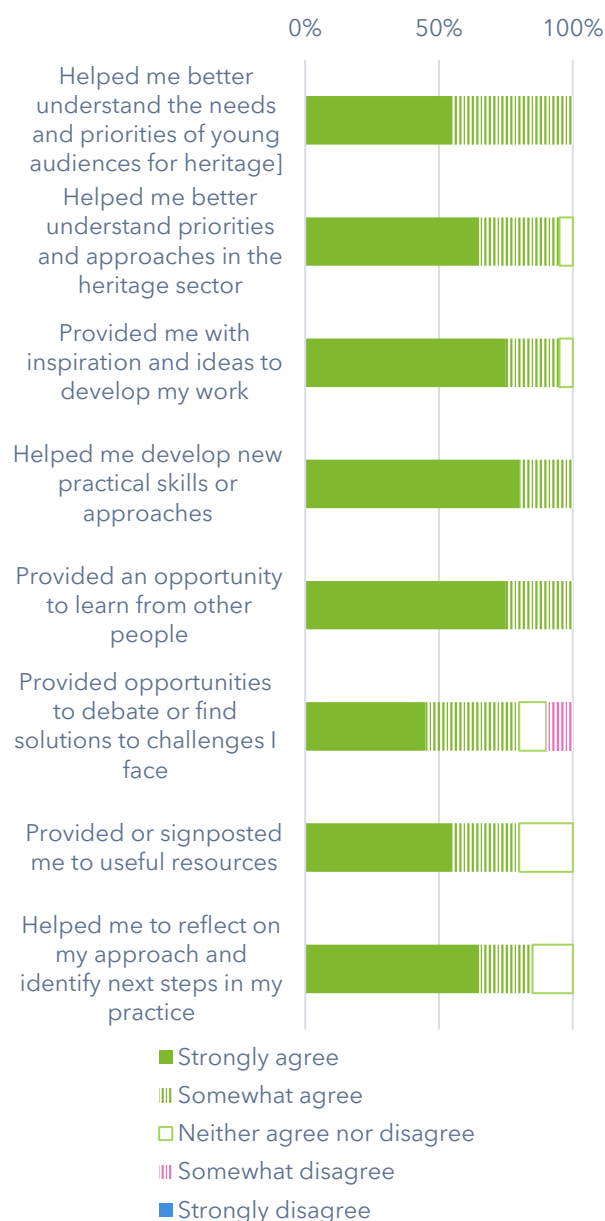 0% 50% 100%
Helped me better
understand the needs
and priorities of young
audiences for heritage]
Helped me better
understand priorities
and approaches in the
heritage sector
Provided me with
inspiration and ideas to
develop my work
Helped me develop new
practical skills or
approaches
Provided an opportunity
to learn from other
people
Provided opportunities
to debate or find
solutions to challenges I
face
Provided or signposted
me to useful resources
Helped me to reflect on
my approach and
identify next steps in my
practice
Strongly agree
Somewhat agree
Neither agree nor disagree
Somewhat disagree
Strongly disagree